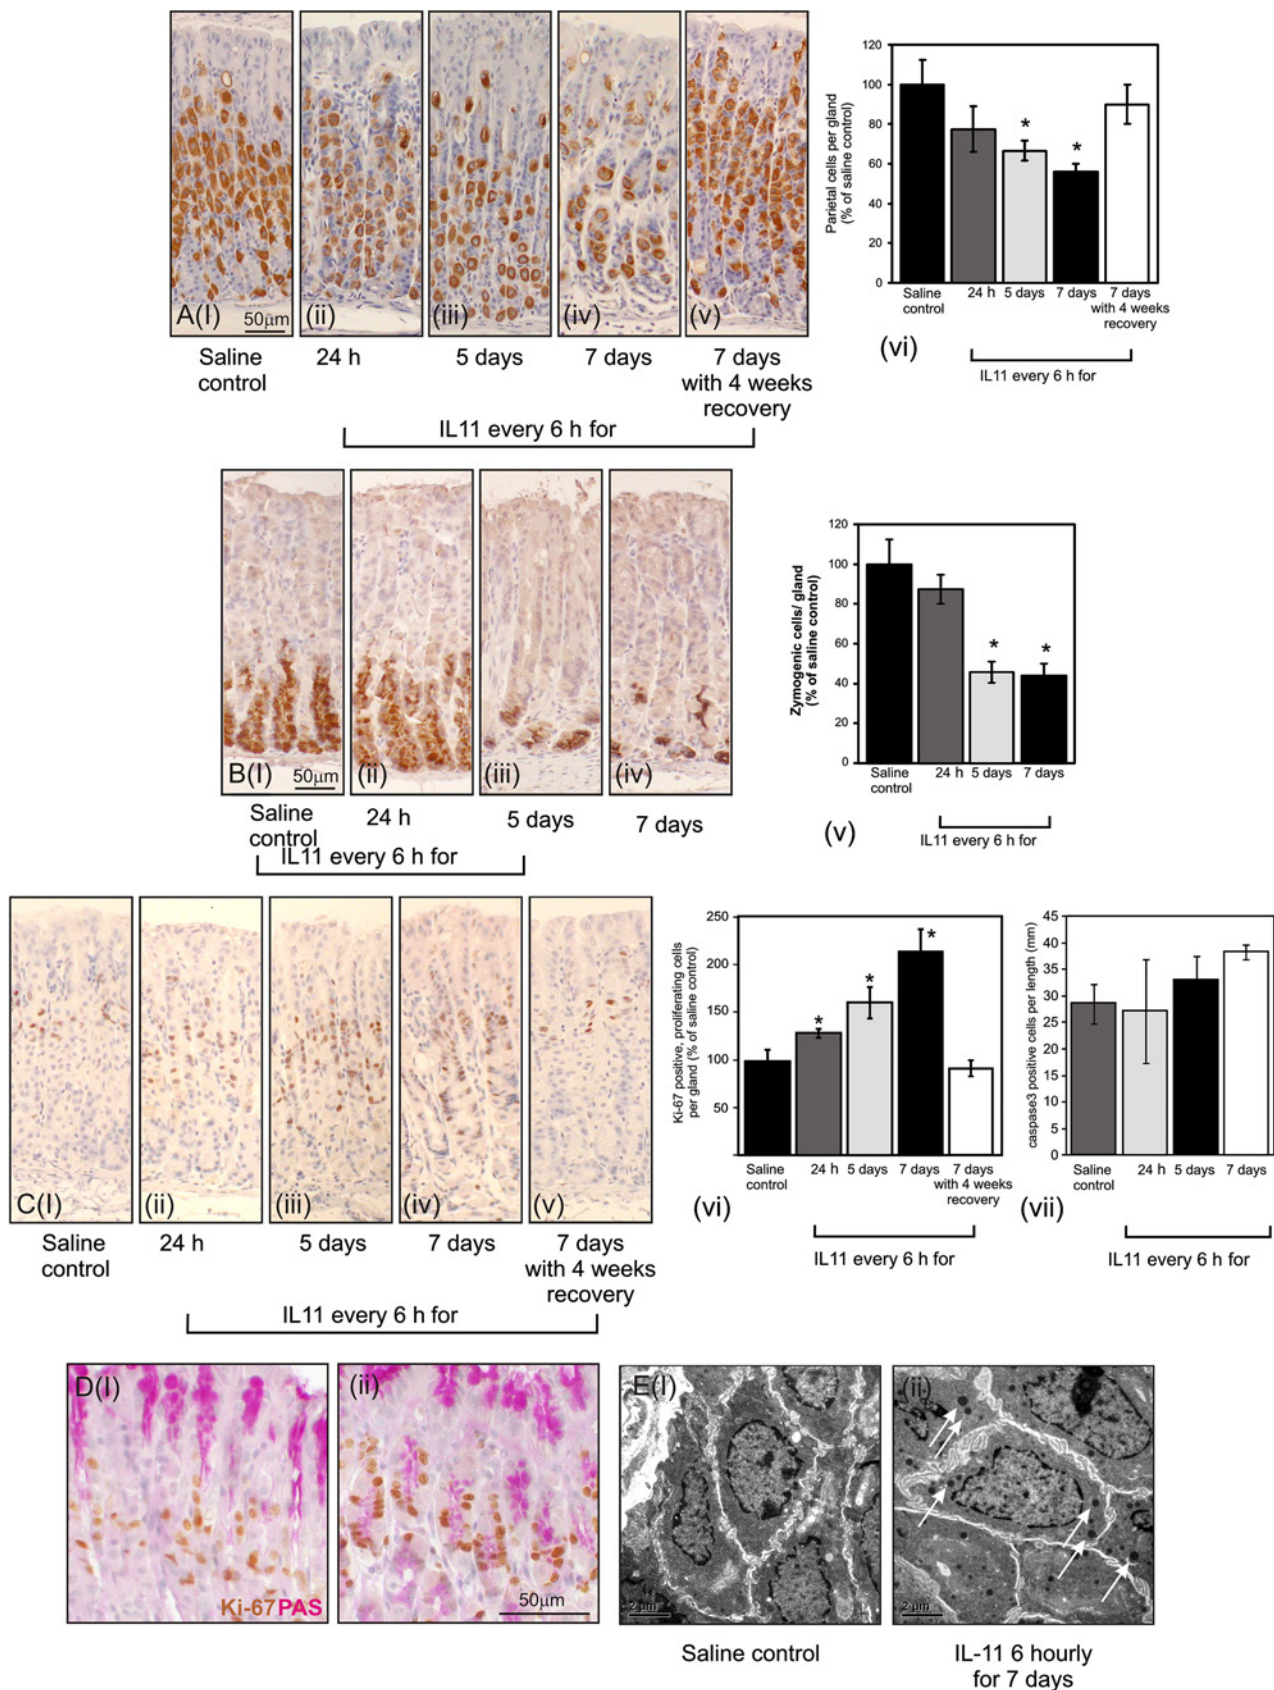 A(I)
50µm
(ii)
(iii)
(iv)
(v)
Saline
control
24 h
5 days
7 days
7 days
with 4 weeks
recovery
IL11 every 6 h for
Parietal cells per gland
(% of saline control)
120
100
80
60
40
20
0
*
*
Saline
control
24 h
5 days
7 days
7 days
with 4 weeks
recovery
(vi)
IL11 every 6 h for
B(I)
50µm
(ii)
(iii)
(iv)
Saline
control
24 h
5 days
7 days
IL11 every 6 h for
Zymogenic cells/ gland
(% of saline control)
120
100
80
60
40
20
0
*
*
Saline
control
24 h
5 days
7 days
(v)
IL11 every 6 h for
C(I)
(ii)
(iii)
(iv)
(v)
Saline
control
24 h
5 days
7 days
7 days
with 4 weeks
recovery
IL11 every 6 h for
Ki-67 positive, proliferating cells
per gland (% of saline control)
250
200
150
100
50
*
*
*
Saline
control
24 h
5 days
7 days
7 days
with 4 weeks
recovery
(vi)
IL11 every 6 h for
caspase3 positive cells per length (mm)
45
40
35
30
25
20
15
10
5
0
Saline
control
24 h
5 days
7 days
(vii)
IL11 every 6 h for
D(I)
Ki-67PAS
(ii)
50µm
E(I)
2 µm
(ii)
2 µm
Saline control
IL-11 6 hourly
for 7 days